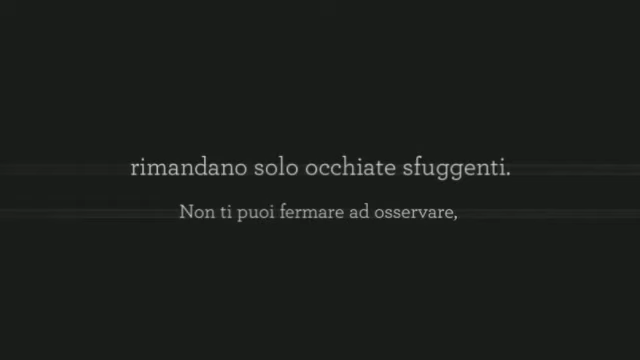 rimandano solo occhiate sfuggenti.
Non ti puoi fermare ad osservare,